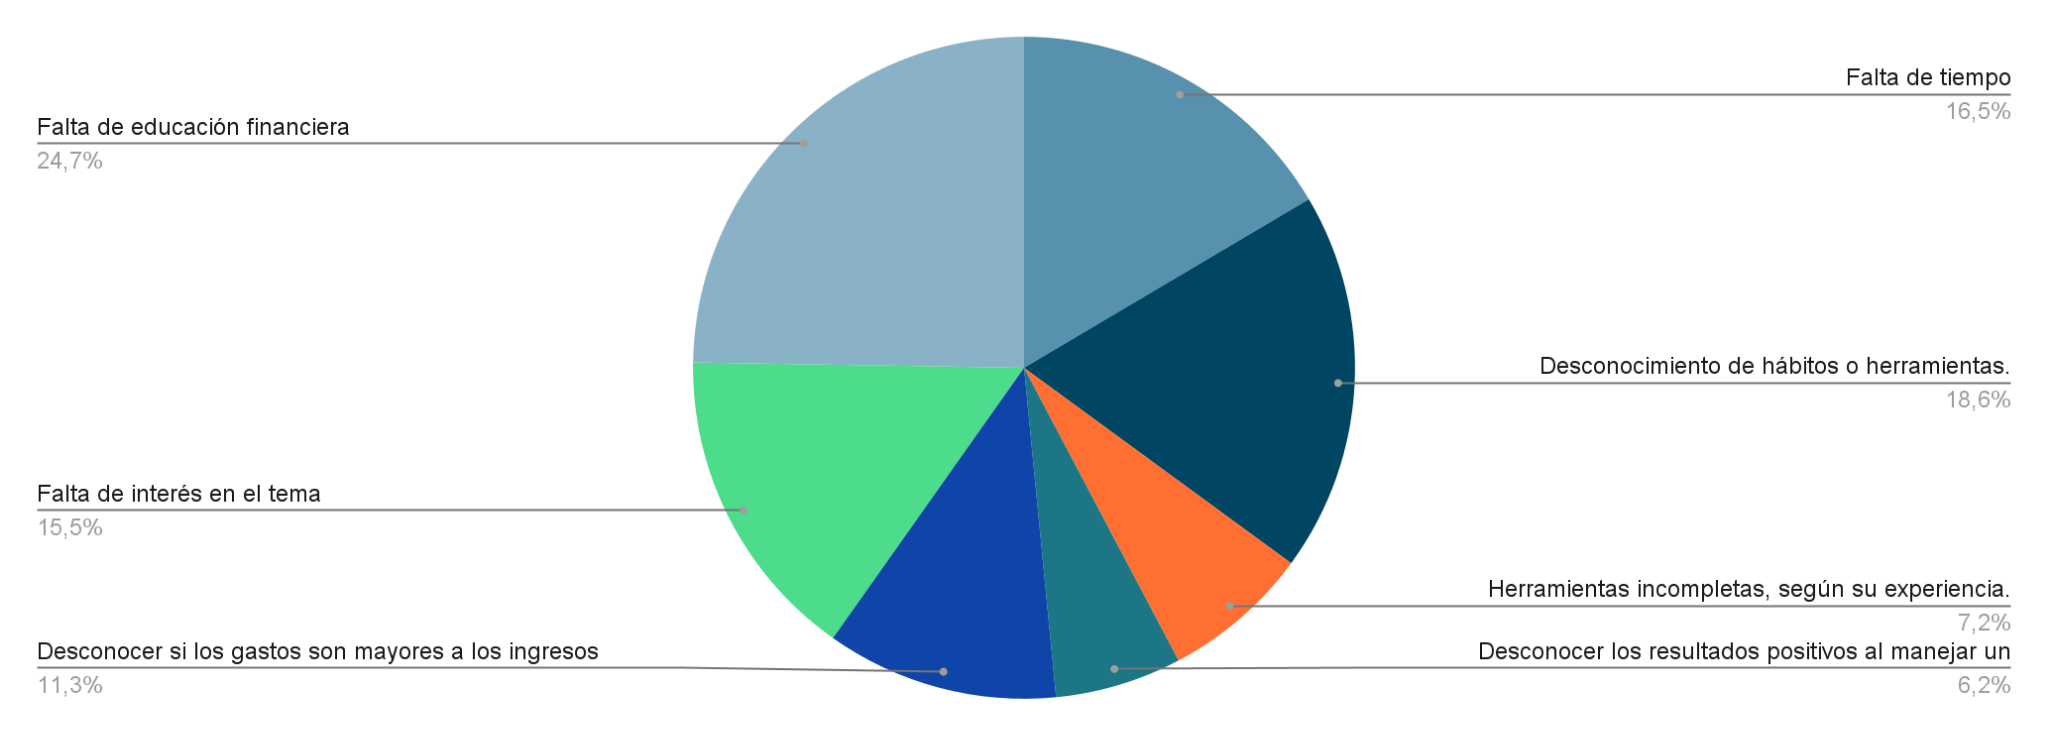 Falta de tiempo
16,5%
Desconocimiento de hábitos o herramientas.
18,6%
Herramientas incompletas, según su experiencia.
7,2%
Desconocer los resultados positivos al manejar un
6,2%
Desconocer si los gastos son mayores a los ingresos
11,3%
Falta de interés en el tema
15,5%
Falta de educación financiera
24,7%